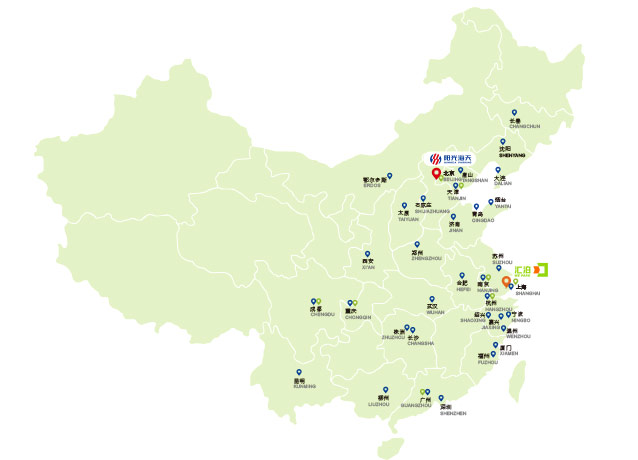 长春
CHANGCHUN
沈阳
SHENYANG
阳光海天
北京
BEIJING
唐山
TANGSHAN
大连
DALIAN
鄂尔多斯
ERDOS
天津
TIANJIN
石家庄
SHIJIAZHUANG
烟台
YANTAI
太原
TAIYUAN
青岛
QINGDAO
济南
JINAN
郑州
ZHENGZHOU
西安
XI'AN
苏州
SUZHOU
汇泊
合肥
HEFEI
南京
NANJING
上海
SHANGHAI
杭州
HANGZHOU
成都
CHENGDU
重庆
CHONGQIN
武汉
WUHAN
绍兴
SHAOXING
嘉兴
JIAXING
宁波
NINGBO
温州
WENZHOU
株洲
ZHUZHOU
长沙
CHANGSHA
厦门
XIAMEN
福州
FUZHOU
昆明
KUNMING
柳州
LIUZHOU
广州
GUANGZHOU
深圳
SHENZHEN